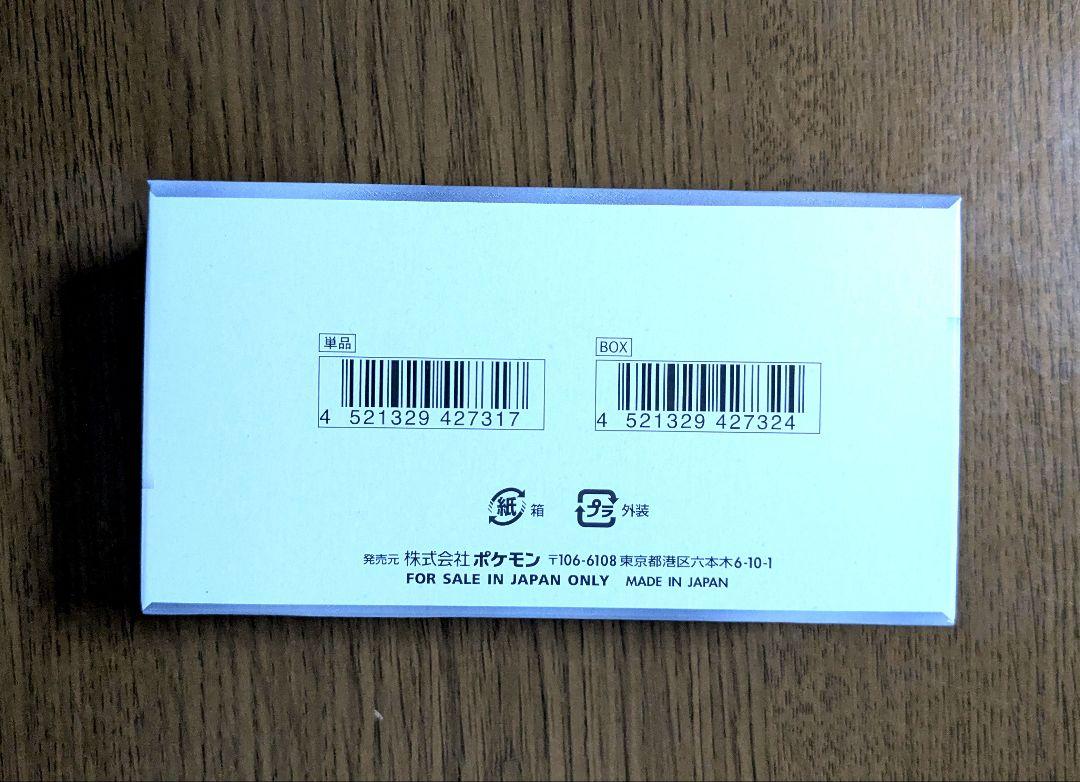 単品
4 521329 427317
BOX
4 521329 427324
紙 箱 プラ 外装
発売元 株式会社 ポケモン 〒106-6108 東京都港区六本木6-10-1
FOR SALE IN JAPAN ONLY MADE IN JAPAN